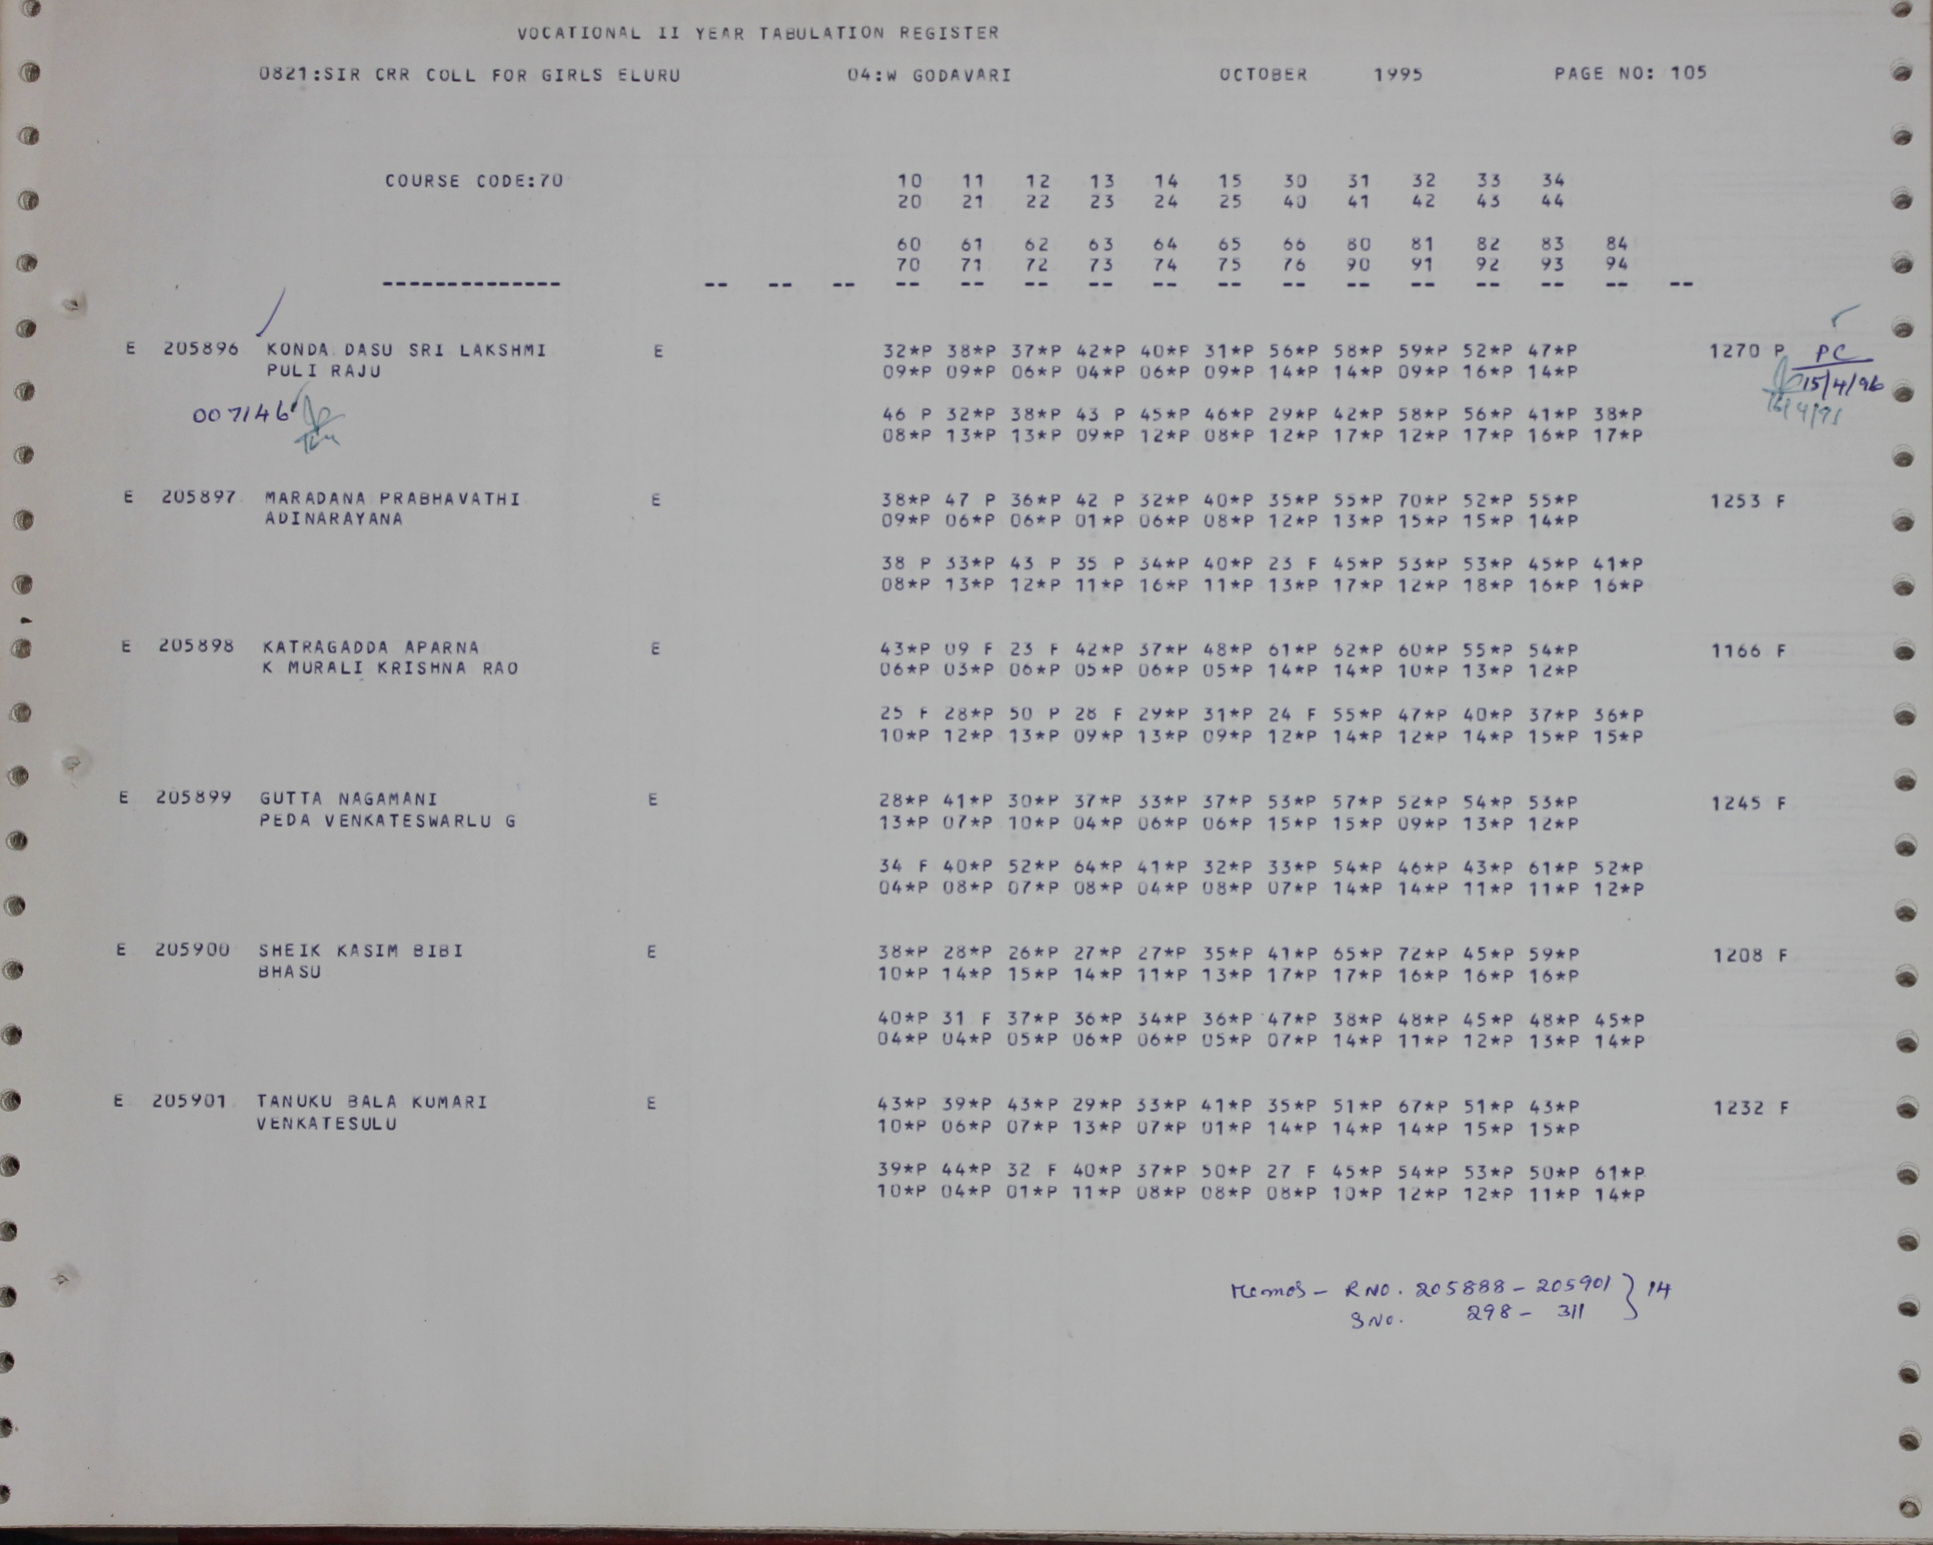 VOCATIONAL II YEAR TABULATION REGISTER
0821:SIR CRR COLL FOR GIRLS ELURU 04:W GODAVARI OCTOBER 1995 PAGE NO: 105
COURSE CODE:70 10 11 12 13 14 15 30 31 32 33 34
20 21 22 23 24 25 40 41 42 43 44
60 61 62 63 64 65 66 80 81 82 83 84
70 71 72 73 74 75 76 90 91 92 93 94
-------------- -- -- -- -- -- -- -- -- -- -- -- -- -- -- -- --
E 205896 KONDA DASU SRI LAKSHMI E 32*P 38*P 37*P 42*P 40*P 31*P 56*P 58*P 59*P 52*P 47*P 1270 P PC
PULI RAJU 09*P 09*P 06*P 04*P 06*P 09*P 14*P 14*P 09*P 16*P 14*P 15/4/96
007146 46 P 32*P 38*P 43 P 45*P 46*P 29*P 42*P 58*P 56*P 41*P 38*P
08*P 13*P 13*P 09*P 12*P 08*P 12*P 17*P 12*P 17*P 16*P 17*P
E 205897 MARADANA PRABHAVATHI E 38*P 47 P 36*P 42 P 32*P 40*P 35*P 55*P 70*P 52*P 55*P 1253 F
ADINARAYANA 09*P 06*P 06*P 01*P 06*P 08*P 12*P 13*P 15*P 15*P 14*P
38 P 33*P 43 P 35 P 34*P 40*P 23 F 45*P 53*P 53*P 45*P 41*P
08*P 13*P 12*P 11*P 16*P 11*P 13*P 17*P 12*P 18*P 16*P 16*P
E 205898 KATRAGADDA APARNA E 43*P 09 F 23 F 42*P 37*P 48*P 61*P 62*P 60*P 55*P 54*P 1166 F
K MURALI KRISHNA RAO 06*P 03*P 06*P 05*P 06*P 05*P 14*P 14*P 10*P 13*P 12*P
25 F 28*P 50 P 28 F 29*P 31*P 24 F 55*P 47*P 40*P 37*P 36*P
10*P 12*P 13*P 09*P 13*P 09*P 12*P 14*P 12*P 14*P 15*P 15*P
E 205899 GUTTA NAGAMANI E 28*P 41*P 30*P 37*P 33*P 37*P 53*P 57*P 52*P 54*P 53*P 1245 F
PEDA VENKATESWARLU G 13*P 07*P 10*P 04*P 06*P 06*P 15*P 15*P 09*P 13*P 12*P
34 F 40*P 52*P 64*P 41*P 32*P 33*P 54*P 46*P 43*P 61*P 52*P
04*P 08*P 07*P 08*P 04*P 08*P 07*P 14*P 14*P 11*P 11*P 12*P
E 205900 SHEIK KASIM BIBI E 38*P 28*P 26*P 27*P 27*P 35*P 41*P 65*P 72*P 45*P 59*P 1208 F
BHASU 10*P 14*P 15*P 14*P 11*P 13*P 17*P 17*P 16*P 16*P 16*P
40*P 31 F 37*P 36*P 34*P 36*P 47*P 38*P 48*P 45*P 48*P 45*P
04*P 04*P 05*P 06*P 06*P 05*P 07*P 14*P 11*P 12*P 13*P 14*P
E 205901 TANUKU BALA KUMARI E 43*P 39*P 43*P 29*P 33*P 41*P 35*P 51*P 67*P 51*P 43*P 1232 F
VENKATESULU 10*P 06*P 07*P 13*P 07*P 01*P 14*P 14*P 14*P 15*P 15*P
39*P 44*P 32 F 40*P 37*P 50*P 27 F 45*P 54*P 53*P 50*P 61*P
10*P 04*P 01*P 11*P 08*P 08*P 08*P 10*P 12*P 12*P 11*P 14*P
Memos - R NO. 205888 - 205901 } 14
S No. 298 - 311